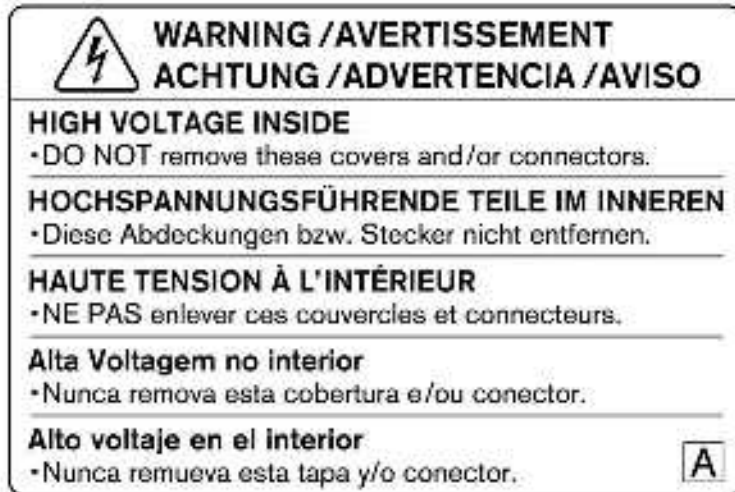 WARNING / AVERTISSEMENT
ACHTUNG / ADVERTENCIA / AVISO
HIGH VOLTAGE INSIDE
•DO NOT remove these covers and/or connectors.
HOCHSPANNUNGSFÜHRENDE TEILE IM INNEREN
•Diese Abdeckungen bzw. Stecker nicht entfernen.
HAUTE TENSION À L'INTÉRIEUR
•NE PAS enlever ces couvercles et connecteurs.
Alta Voltagem no interior
•Nunca remova esta cobertura e/ou conector.
Alto voltaje en el interior
•Nunca remueva esta tapa y/o conector.
A